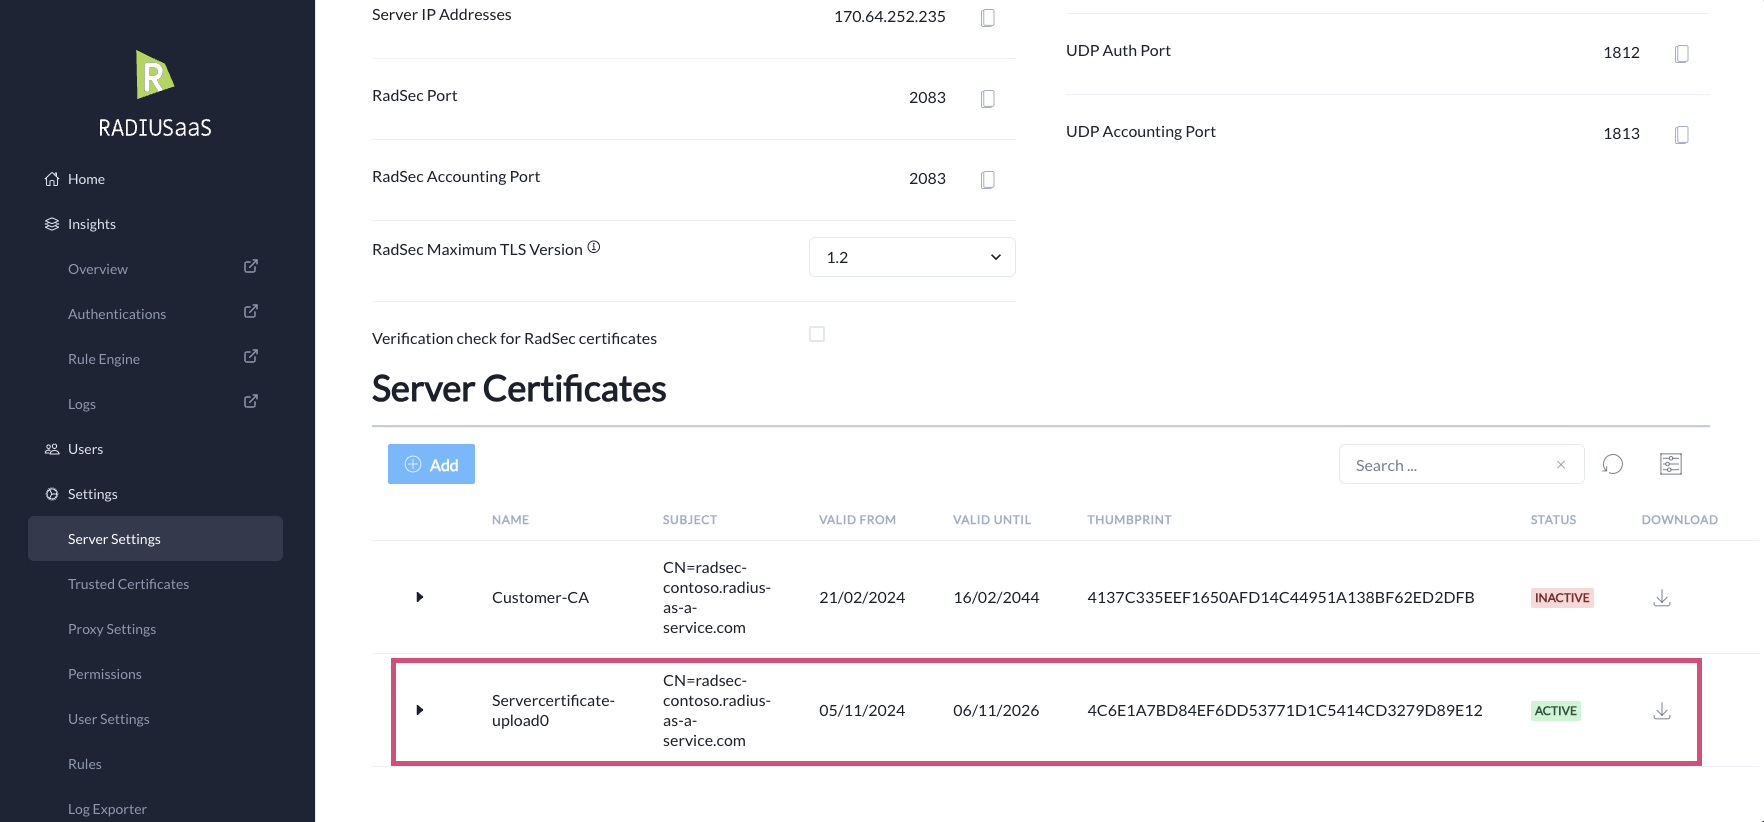 R
RADIUSaaS
Home
Insights
Overview
Authentications
Rule Engine
Logs
Users
Settings
Server Settings
Trusted Certificates
Proxy Settings
Permissions
User Settings
Rules
Log Exporter
Server IP Addresses 170.64.252.235
RadSec Port 2083
RadSec Accounting Port 2083
RadSec Maximum TLS Version 1.2
Verification check for RadSec certificates
UDP Auth Port 1812
UDP Accounting Port 1813
Server Certificates
Add
Search ...
NAME SUBJECT VALID FROM VALID UNTIL THUMBPRINT STATUS DOWNLOAD
Customer-CA
CN=radsec-
contoso.radius-
as-a-
service.com
21/02/2024 16/02/2044 4137C335EEF1650AFD14C44951A138BF62ED2DFB INACTIVE
Servercertificate-
upload0
CN=radsec-
contoso.radius-
as-a-
service.com
05/11/2024 06/11/2026 4C6E1A7BD84EF6DD53771D1C5414CD3279D89E12 ACTIVE